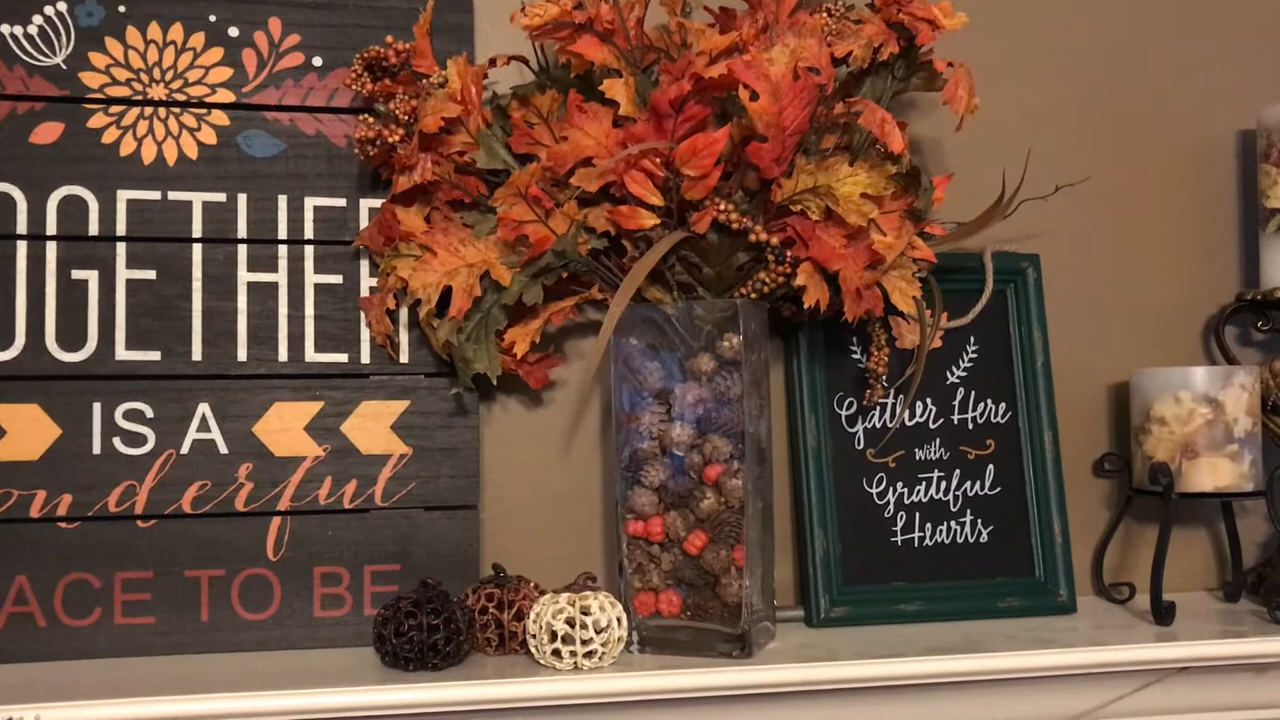 OGETHER
IS A
onderful
ACE TO BE
Gather Here
with
Grateful
Hearts